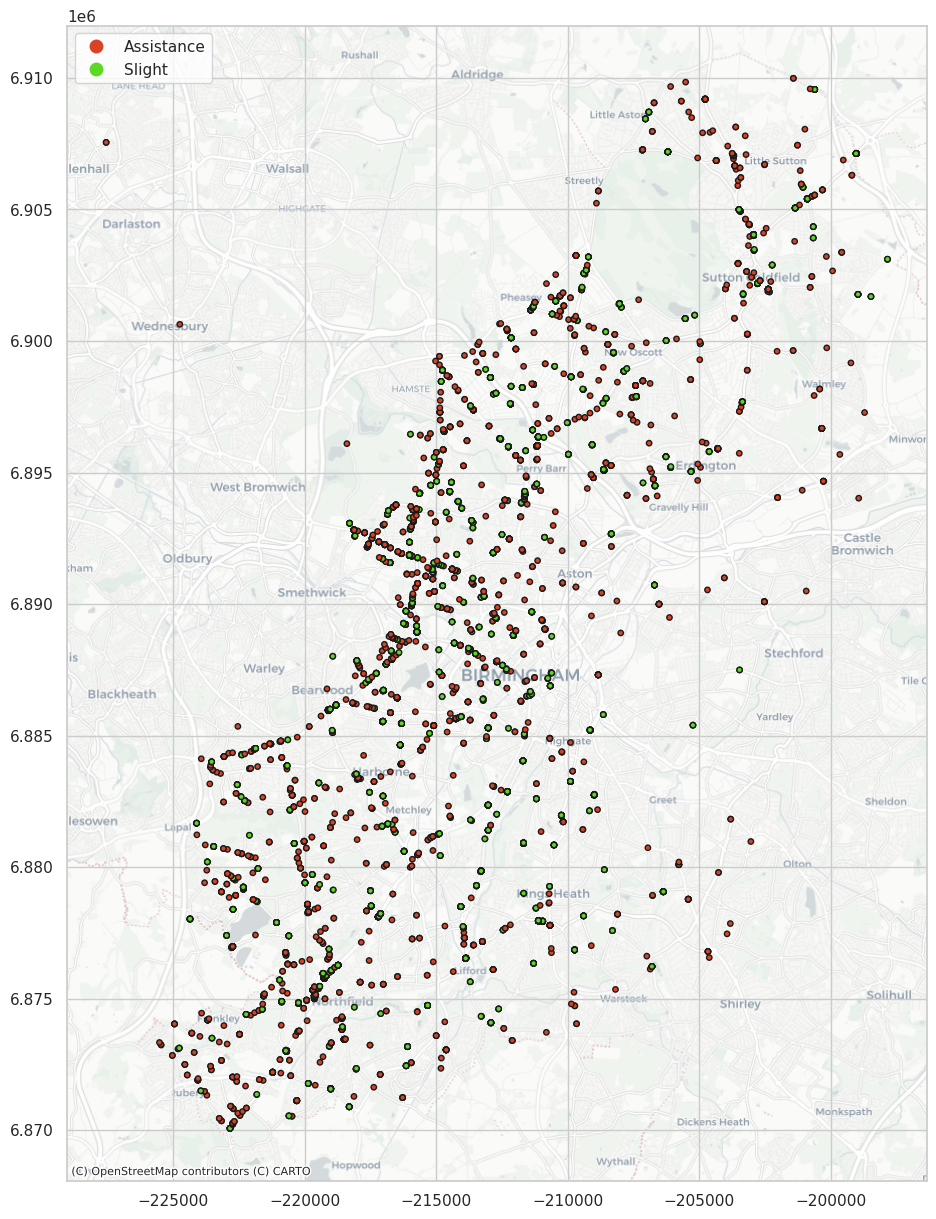 1e6
Assistance
Slight
Rushall
Aldridge
LANE HEAD
6.910
Little Aston
lenhall
Walsall
Little Sutton
Streetly
HIGHGATE
6.905
Darlaston
Sutton Coldfield
Pheasey
Wednesbury
6.900
New Oscott
HAMSTE
Walmley
Minwor
6.895
Perry Barr
Erdington
West Bromwich
Gravelly Hill
Castle
Bromwich
Oldbury
kham
Aston
6.890
Smethwick
is
Stechford
Warley
BIRMINGHAM
Tile C
Blackheath
Bearwood
Yardley
6.885
Highgate
Harborne
Greet
Sheldon
Metchley
lesowen
Lapal
6.880
Olton
Kings Heath
Lifford
6.875
Northfield
Warstock
Shirley
Solihull
Frankley
Rubery
Monkspath
6.870
Dickens Heath
Hopwood
Wythall
(C) OpenStreetMap contributors (C) CARTO
−225000 −220000 −215000 −210000 −205000 −200000